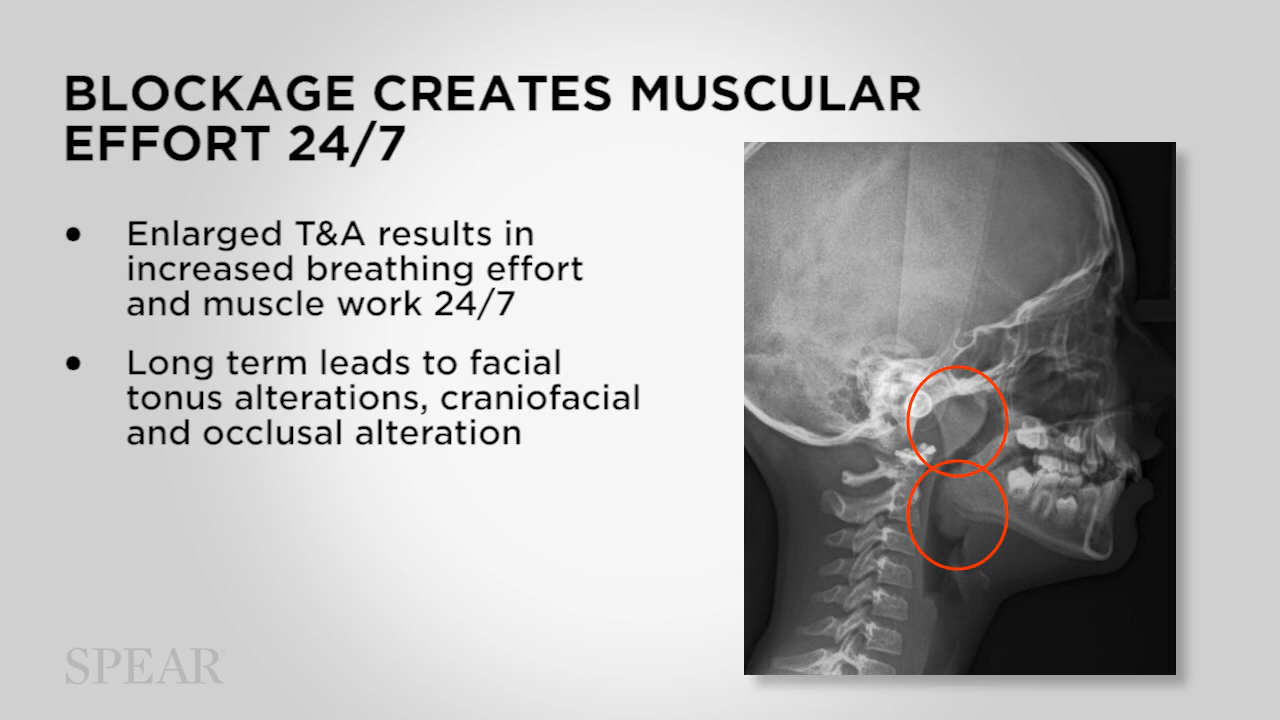 BLOCKAGE CREATES MUSCULAR
EFFORT 24/7
• Enlarged T&A results in
increased breathing effort
and muscle work 24/7
• Long term leads to facial
tonus alterations, craniofacial
and occlusal alteration
SPEAR